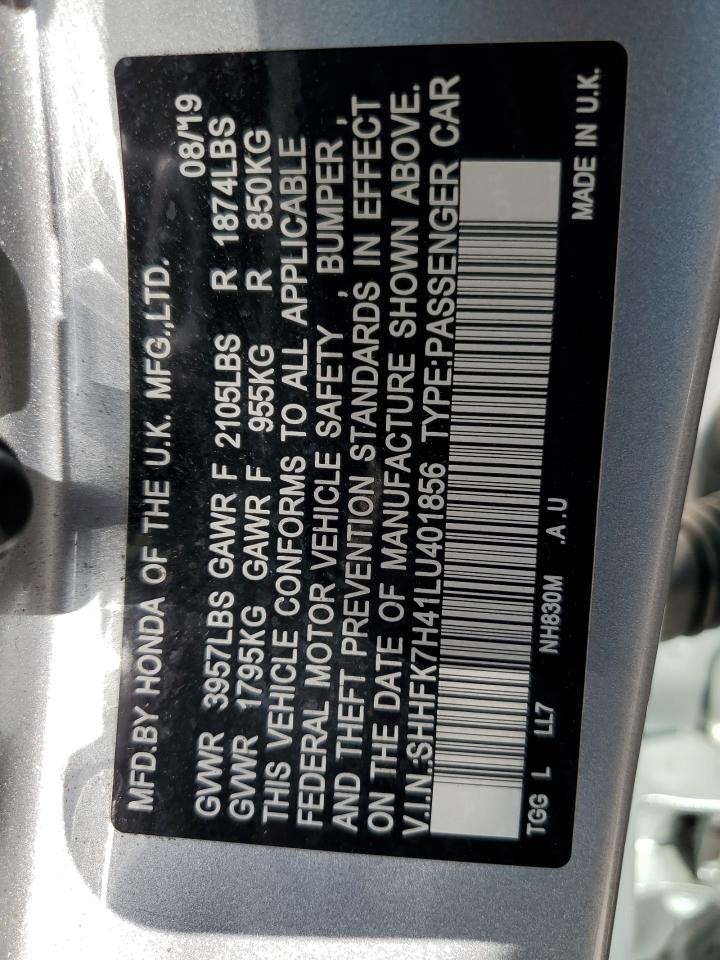 MFD.BY HONDA OF THE U.K. MFG.,LTD. 08/19
GVWR 3957LBS GAWR F 2105LBS R 1874LBS
GVWR 1795KG GAWR F 955KG R 850KG
THIS VEHICLE CONFORMS TO ALL APPLICABLE
FEDERAL MOTOR VEHICLE SAFETY , BUMPER ,
AND THEFT PREVENTION STANDARDS IN EFFECT
ON THE DATE OF MANUFACTURE SHOWN ABOVE.
V.I.N.:SHHFK7H41LU401856 TYPE:PASSENGER CAR
TGG L LL7 NH830M .A.U MADE IN U.K.